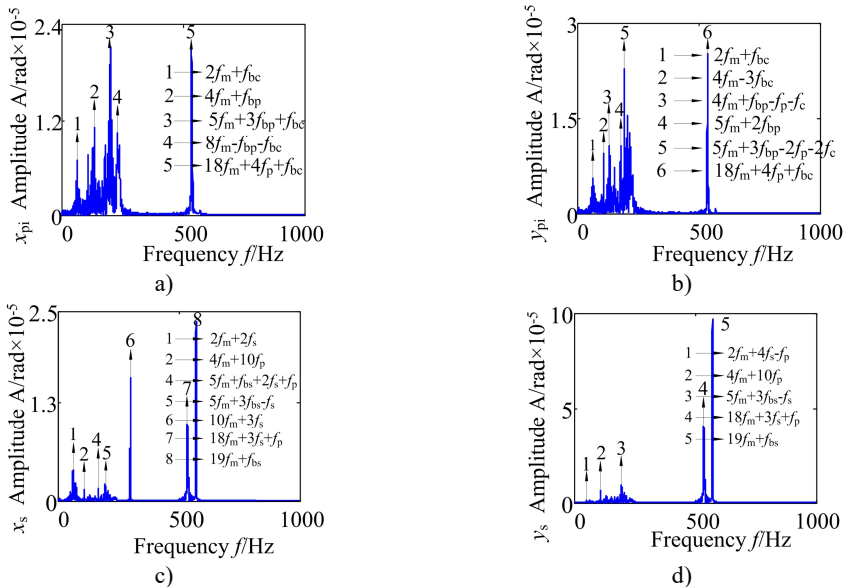 x_pi Amplitude A/rad×10^-5
2.4
1.2
0
1
2
3
4
5
1 2f_m+f_bc
2 4f_m+f_bp
3 5f_m+3f_bp+f_bc
4 8f_m-f_bp-f_bc
5 18f_m+4f_p+f_bc
0 500 1000
Frequency f/Hz
a)
y_pi Amplitude A/rad×10^-5
3
1.5
0
1
2
3
4
5
6
1 2f_m+f_bc
2 4f_m-3f_bc
3 4f_m+f_bp-f_p-f_c
4 5f_m+2f_bp
5 5f_m+3f_bp-2f_p-2f_c
6 18f_m+4f_p+f_bc
0 500 1000
Frequency f/Hz
b)
x_s Amplitude A/rad×10^-5
2.5
1.3
0
1
2
4
5
6
7
8
1 2f_m+2f_s
2 4f_m+10f_p
4 5f_m+f_bs+2f_s+f_p
5 5f_m+3f_bs-f_s
6 10f_m+3f_s
7 18f_m+3f_s+f_p
8 19f_m+f_bs
0 500 1000
Frequency f/Hz
c)
y_s Amplitude A/rad×10^-5
10
5
0
1
2
3
4
5
1 2f_m+4f_s-f_p
2 4f_m+10f_p
3 5f_m+3f_bs-f_s
4 18f_m+3f_s+f_p
5 19f_m+f_bs
0 500 1000
Frequency f/Hz
d)